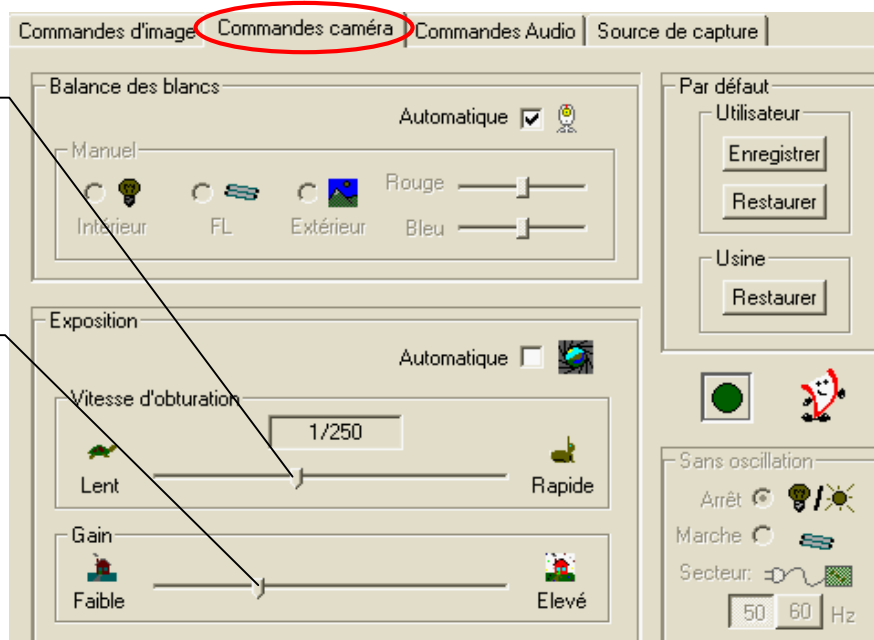 Commandes d'image Commandes caméra Commandes Audio Source de capture
Balance des blancs
Automatique
Manuel
Intérieur FL Extérieur
Rouge
Bleu
Exposition
Automatique
Vitesse d'obturation
1/250
Lent Rapide
Gain
Faible Elevé
Par défaut
Utilisateur
Enregistrer
Restaurer
Usine
Restaurer
Sans oscillation
Arrêt
Marche
Secteur:
50 60 Hz